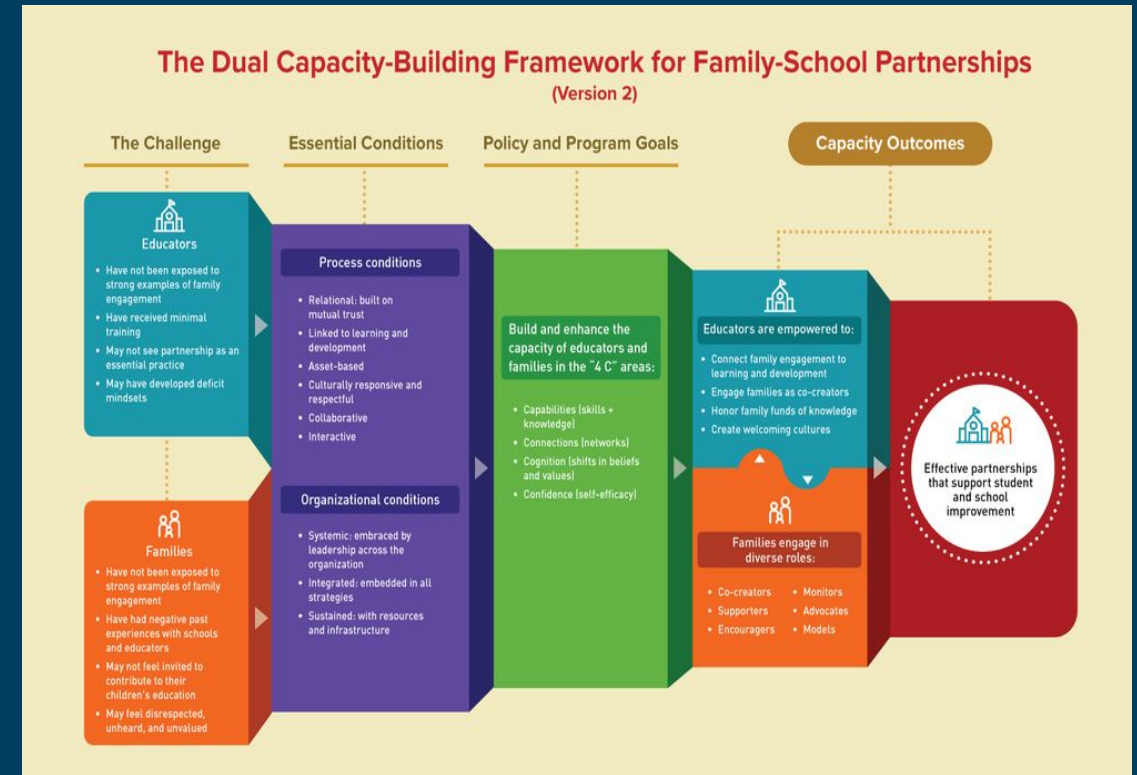 The Dual Capacity-Building Framework for Family-School Partnerships
(Version 2)
The Challenge
Essential Conditions
Policy and Program Goals
Capacity Outcomes
Educators
• Have not been exposed to
strong examples of family
engagement
• Have received minimal
training
• May not see partnership as an
essential practice
• May have developed deficit
mindsets
Families
• Have not been exposed to
strong examples of family
engagement
• Have had negative past
experiences with schools
and educators
• May not feel invited to
contribute to their
children's education
• May feel disrespected,
unheard, and unvalued
Process conditions
• Relational: built on
mutual trust
• Linked to learning and
development
• Asset-based
• Culturally responsive and
respectful
• Collaborative
• Interactive
Organizational conditions
• Systemic: embraced by
leadership across the
organization
• Integrated: embedded in all
strategies
• Sustained: with resources
and infrastructure
Build and enhance the
capacity of educators and
families in the "4 C" areas:
• Capabilities (skills +
knowledge)
• Connections (networks)
• Cognition (shifts in beliefs
and values)
• Confidence (self-efficacy)
Educators are empowered to:
• Connect family engagement to
learning and development
• Engage families as co-creators
• Honor family funds of knowledge
• Create welcoming cultures
Families engage in
diverse roles:
• Co-creators
• Supporters
• Encouragers
• Monitors
• Advocates
• Models
Effective partnerships
that support student
and school
improvement